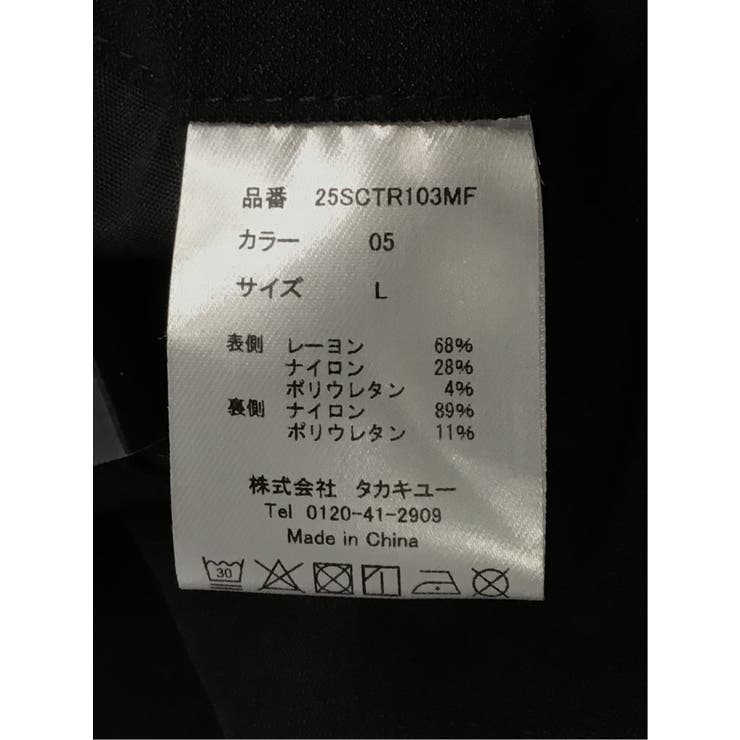 品番 25SCTR103MF
カラー 05
サイズ L
表側 レーヨン 68%
ナイロン 28%
ポリウレタン 4%
裏側 ナイロン 89%
ポリウレタン 11%
株式会社 タカキユー
Tel 0120-41-2909
Made in China
30